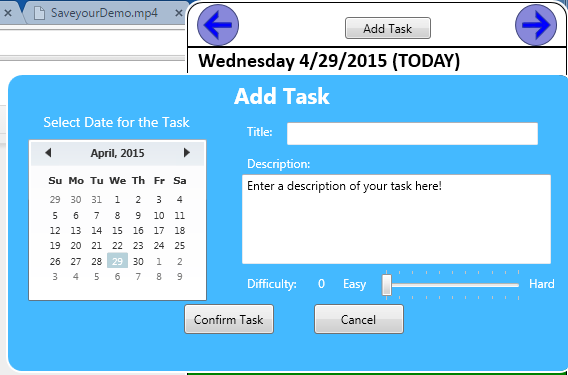 SaveyourDemo.mp4
Add Task
Wednesday 4/29/2015 (TODAY)
Add Task
Select Date for the Task
April, 2015
Su Mo Tu We Th Fr Sa
29 30 31 1 2 3 4
5 6 7 8 9 10 11
12 13 14 15 16 17 18
19 20 21 22 23 24 25
26 27 28 29 30 1 2
3 4 5 6 7 8 9
Title:
Description:
Enter a description of your task here!
Difficulty: 0 Easy Hard
Confirm Task Cancel